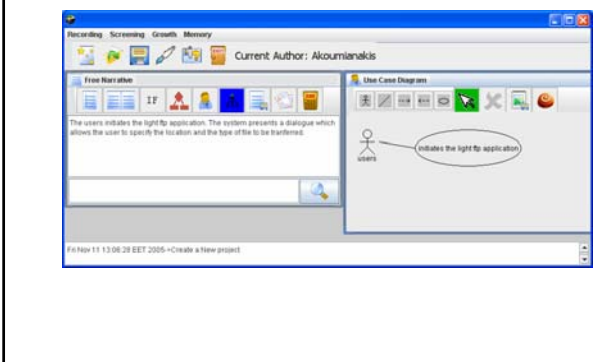 Recording Screening Growth Memory
Current Author: Akoumianakis
Free Narrative
IF
The users initiates the light ftp application. The system presents a dialogue which
allows the user to specify the location and the type of file to be tranferred.
Use Case Diagram
users
initiates the light ftp application
Fri Nov 11 13:06:28 EET 2005->Create a New project